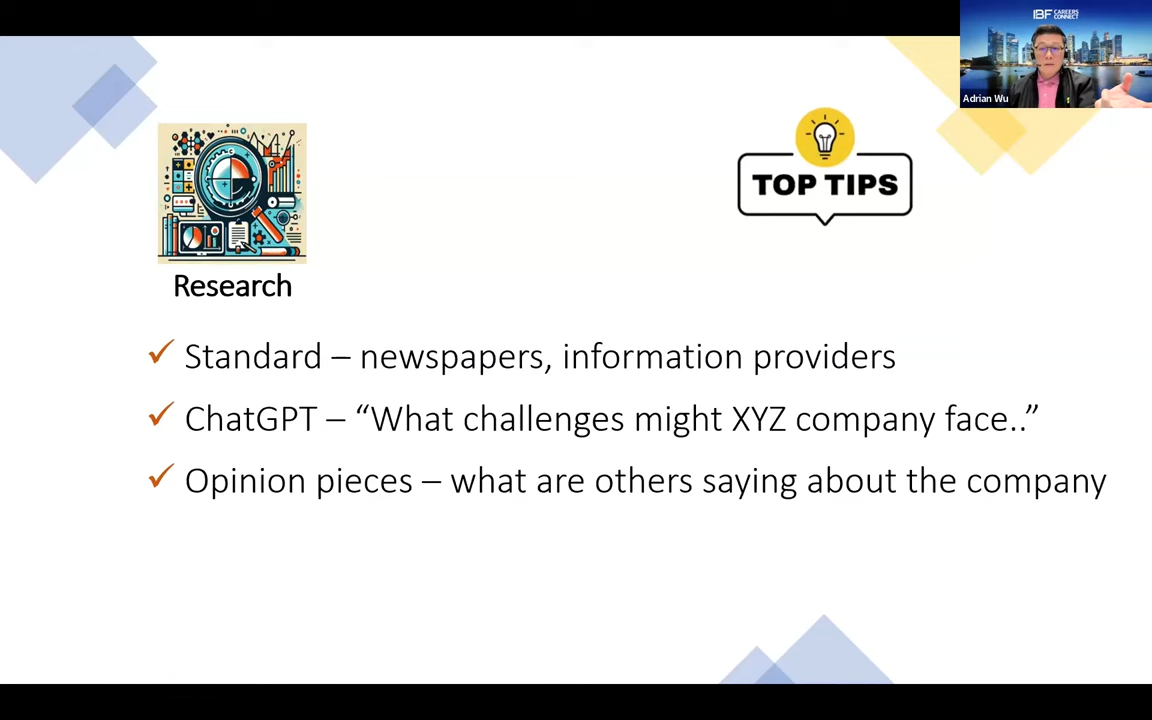 IBF CAREERS
CONNECT
Adrian Wu
TOP TIPS
Research
Standard – newspapers, information providers
ChatGPT – “What challenges might XYZ company face..”
Opinion pieces – what are others saying about the company